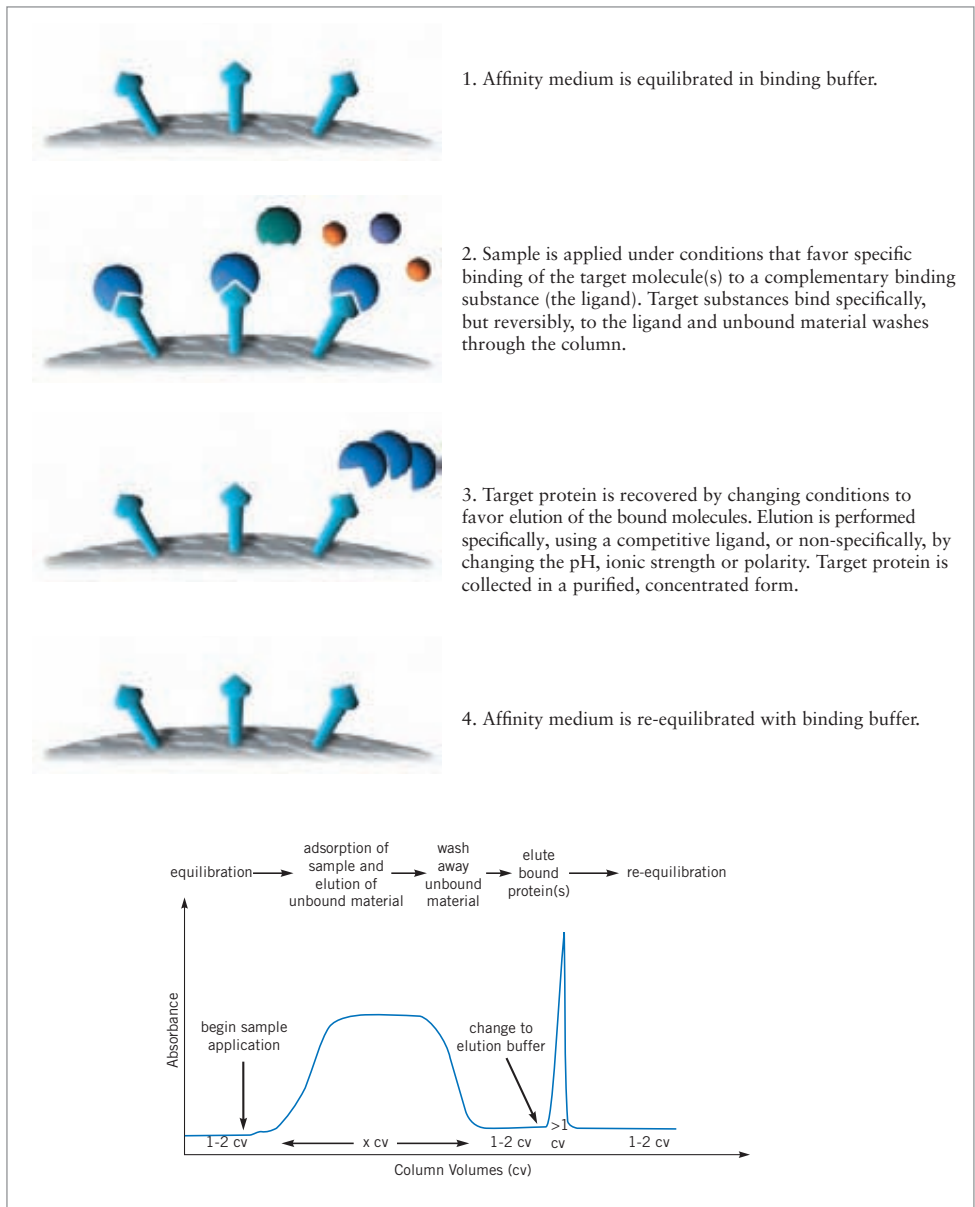 1. Affinity medium is equilibrated in binding buffer.
2. Sample is applied under conditions that favor specific
binding of the target molecule(s) to a complementary binding
substance (the ligand). Target substances bind specifically,
but reversibly, to the ligand and unbound material washes
through the column.
3. Target protein is recovered by changing conditions to
favor elution of the bound molecules. Elution is performed
specifically, using a competitive ligand, or non-specifically, by
changing the pH, ionic strength or polarity. Target protein is
collected in a purified, concentrated form.
4. Affinity medium is re-equilibrated with binding buffer.
equilibration
adsorption of
sample and
elution of
unbound material
wash
away
unbound
material
elute
bound
protein(s)
re-equilibration
Absorbance
begin sample
application
change to
elution buffer
1-2 cv
x cv
1-2 cv
>1
cv
1-2 cv
Column Volumes (cv)